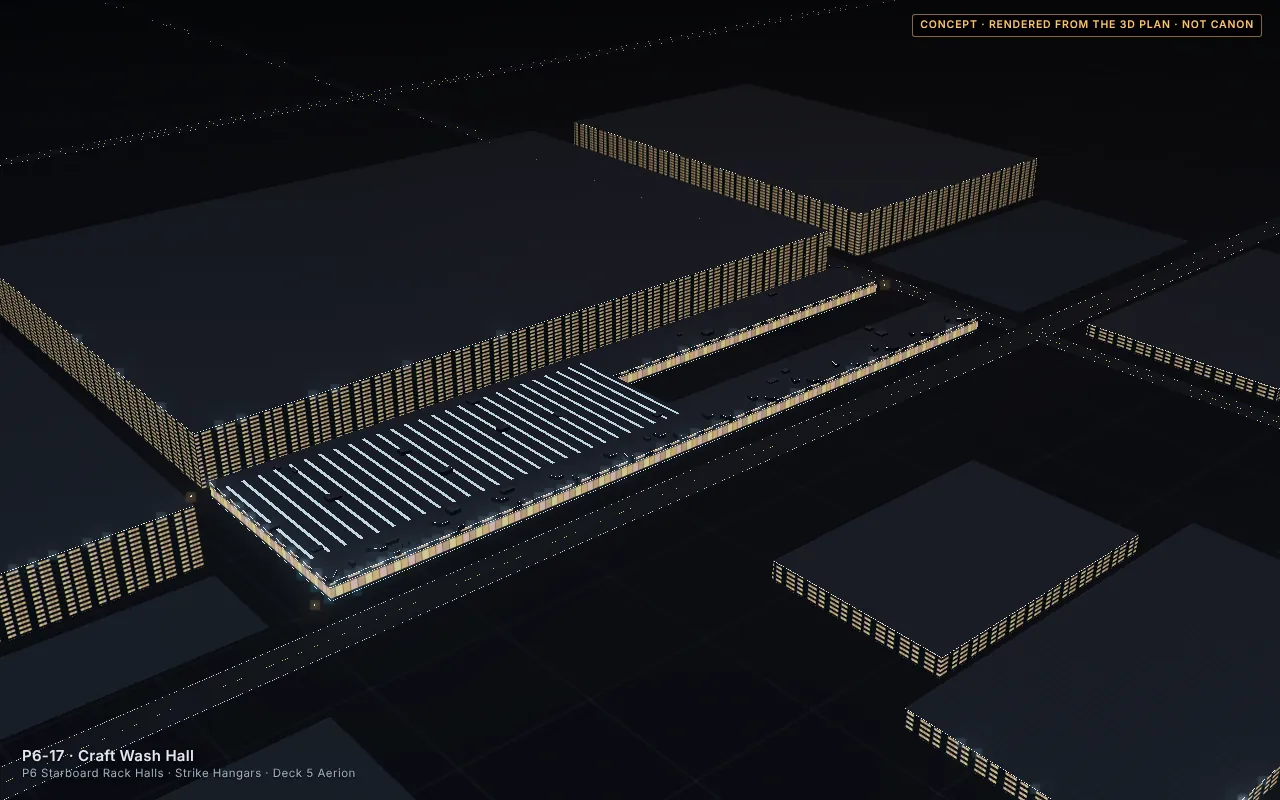 CONCEPT · RENDERED FROM THE 3D PLAN · NOT CANON
P6-17 · Craft Wash Hall
P6 Starboard Rack Halls · Strike Hangars · Deck 5 Aerion